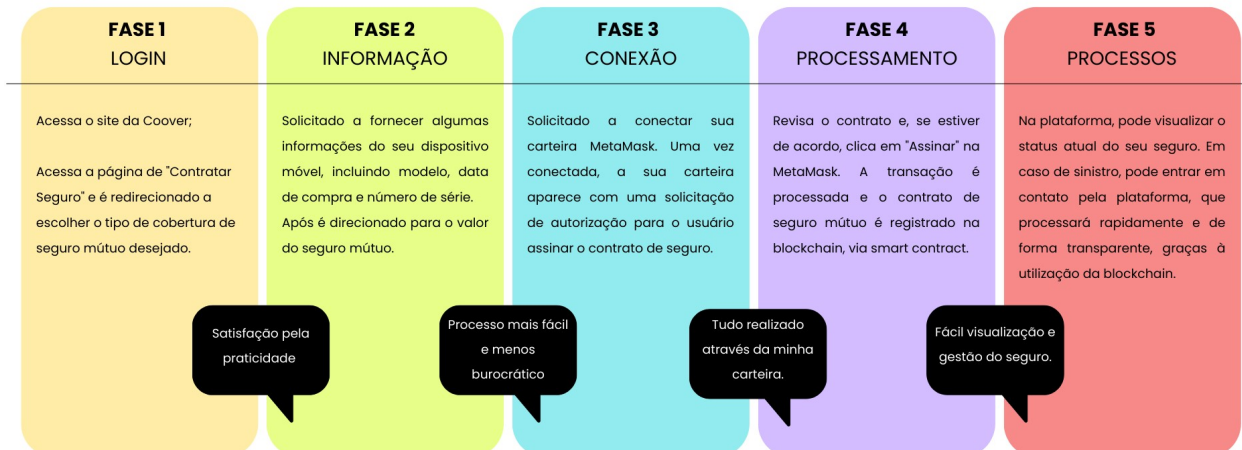 FASE 1
LOGIN
Acessa o site da Coover;
Acessa a página de "Contratar
Seguro" e é redirecionado a
escolher o tipo de cobertura de
seguro mútuo desejado.
FASE 2
INFORMAÇÃO
Solicitado a fornecer algumas
informações do seu dispositivo
móvel, incluindo modelo, data
de compra e número de série.
Após é direcionado para o valor
do seguro mútuo.
FASE 3
CONEXÃO
Solicitado a conectar sua
carteira MetaMask. Uma vez
conectada, a sua carteira
aparece com uma solicitação
de autorização para o usuário
assinar o contrato de seguro.
FASE 4
PROCESSAMENTO
Revisa o contrato e, se estiver
de acordo, clica em "Assinar" na
MetaMask. A transação é
processada e o contrato de
seguro mútuo é registrado na
blockchain, via smart contract.
FASE 5
PROCESSOS
Na plataforma, pode visualizar o
status atual do seu seguro. Em
caso de sinistro, pode entrar em
contato pela plataforma, que
processará rapidamente e de
forma transparente, graças à
utilização da blockchain.
Satisfação pela
praticidade
Processo mais fácil
e menos
burocrático
Tudo realizado
através da minha
carteira.
Fácil visualização e
gestão do seguro.